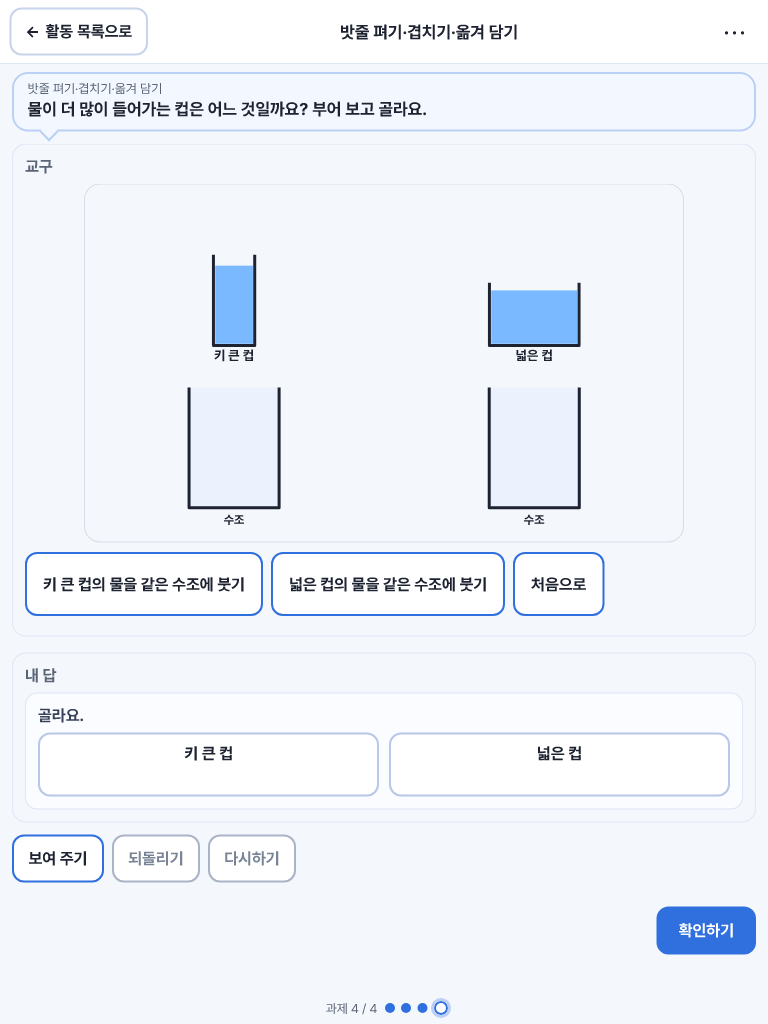 ← 활동 목록으로
밧줄 펴기·겹치기·옮겨 담기
...
밧줄 펴기·겹치기·옮겨 담기
물이 더 많이 들어가는 컵은 어느 것일까요? 부어 보고 골라요.
교구
키 큰 컵
넓은 컵
수조
수조
키 큰 컵의 물을 같은 수조에 붓기
넓은 컵의 물을 같은 수조에 붓기
처음으로
내 답
골라요.
키 큰 컵
넓은 컵
보여 주기
되돌리기
다시하기
확인하기
과제 4 / 4